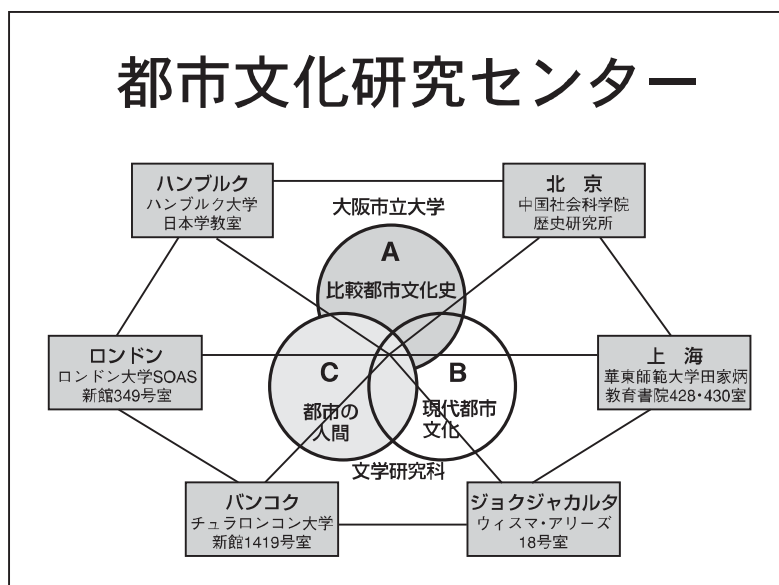 都市文化研究センター
ハンブルク
ハンブルク大学
日本学教室
北 京
中国社会科学院
歴史研究所
大阪市立大学
A
比較都市文化史
ロンドン
ロンドン大学SOAS
新館349号室
C
都市の
人間
B
現代都市
文化
上 海
華東師範大学田家炳
教育書院428・430室
文学研究科
バンコク
チュラロンコン大学
新館1419号室
ジョクジャカルタ
ウィスマ・アリーズ
18号室